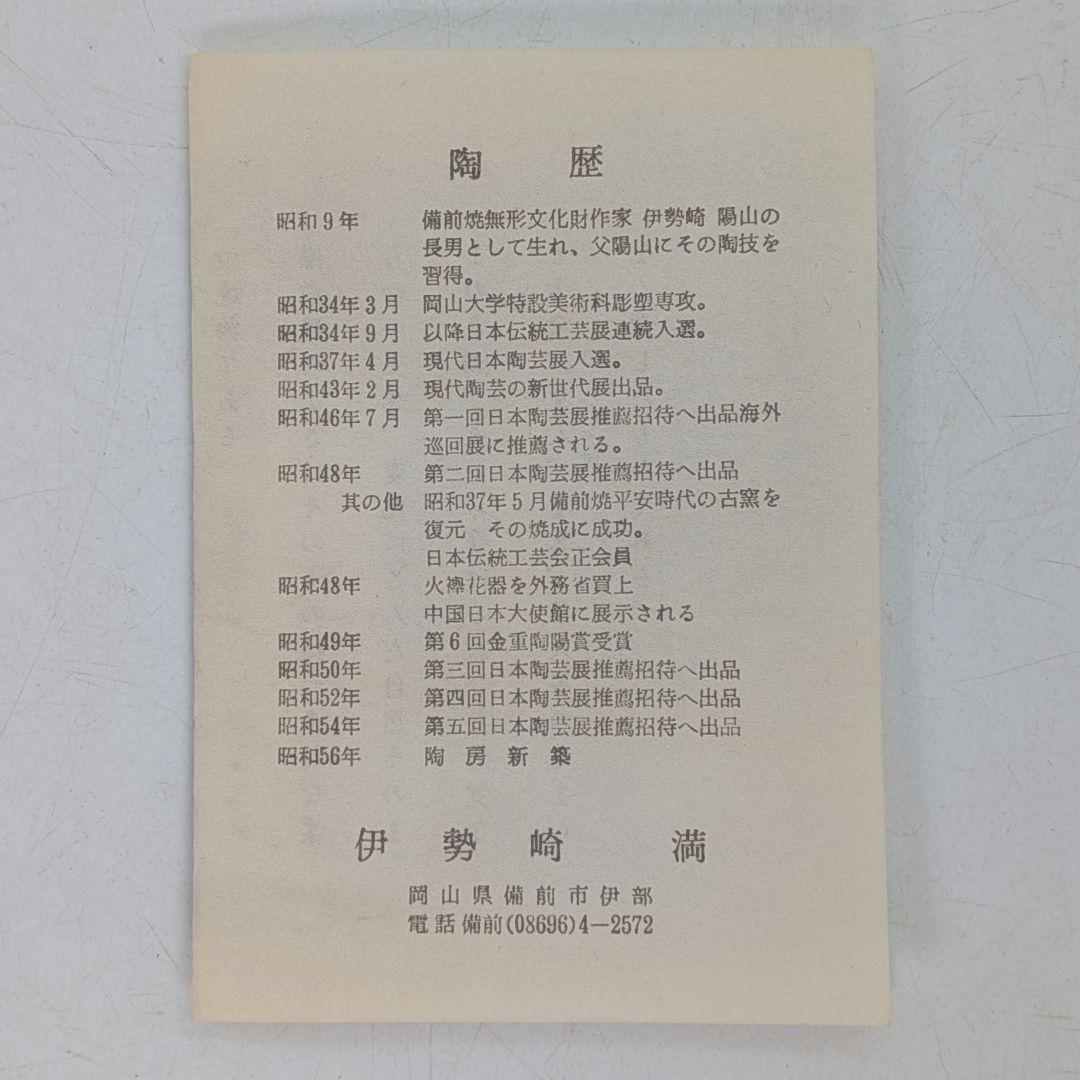 陶歴
昭和9年 備前焼無形文化財作家 伊勢崎 陽山の
長男として生れ、父陽山にその陶技を
習得。
昭和34年3月 岡山大学特設美術科彫塑専攻。
昭和34年9月 以降日本伝統工芸展連続入選。
昭和37年4月 現代日本陶芸展入選。
昭和43年2月 現代陶芸の新世代展出品。
昭和46年7月 第一回日本陶芸展推薦招待へ出品海外
巡回展に推薦される。
昭和48年 第二回日本陶芸展推薦招待へ出品
其の他 昭和37年5月備前焼平安時代の古窯を
復元 その焼成に成功。
日本伝統工芸会正会員
昭和48年 火襷花器を外務省買上
中国日本大使館に展示される
昭和49年 第6回金重陶陽賞受賞
昭和50年 第三回日本陶芸展推薦招待へ出品
昭和52年 第四回日本陶芸展推薦招待へ出品
昭和54年 第五回日本陶芸展推薦招待へ出品
昭和56年 陶房新築
伊勢崎 満
岡山県備前市伊部
電話備前(08696)4―2572